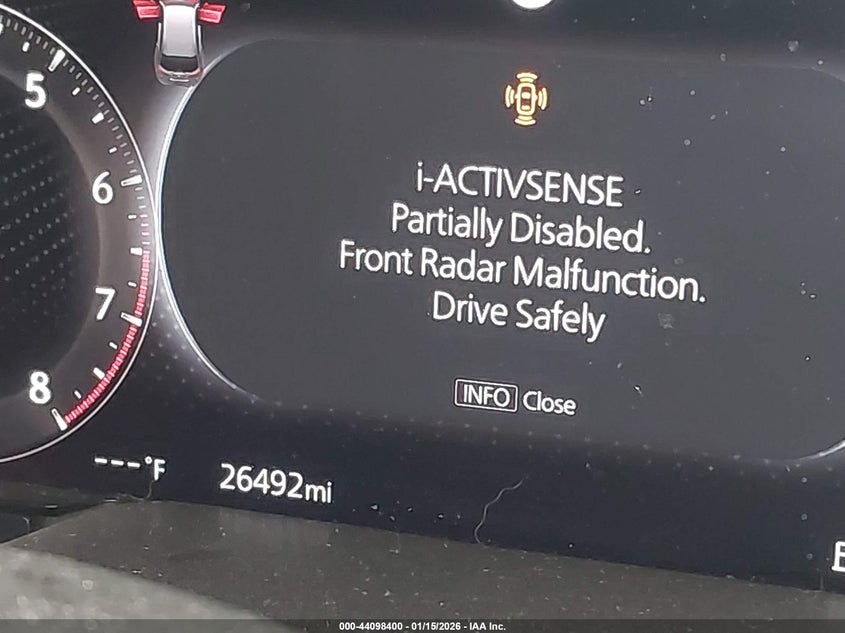 5
6
7
8
i-ACTIVSENSE
Partially Disabled.
Front Radar Malfunction.
Drive Safely
INFO Close
---°F
26492mi
000-44098400 - 01/15/2026 - IAA Inc.